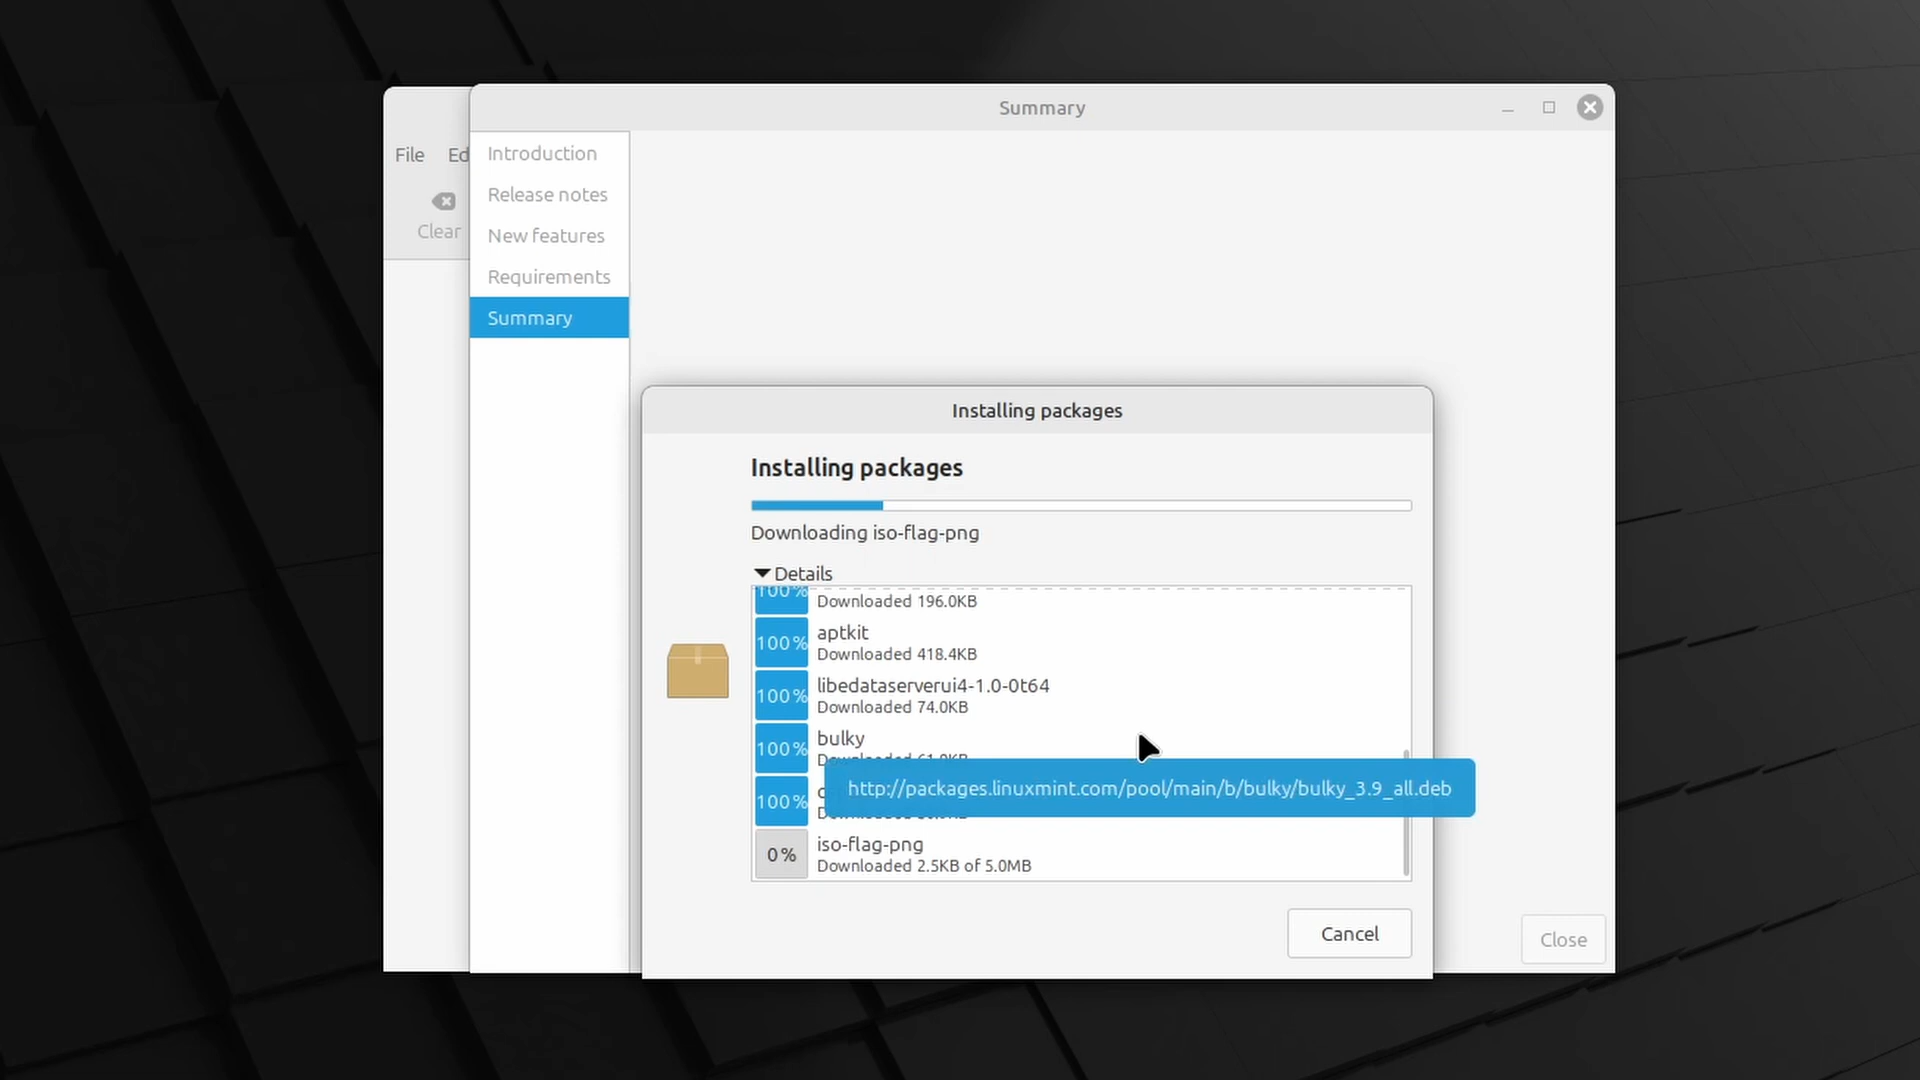 Summary
File Ed
Clear
Introduction
Release notes
New features
Requirements
Summary
Installing packages
Installing packages
Downloading iso-flag-png
Details
100%
Downloaded 196.0KB
100%
aptkit
Downloaded 418.4KB
100%
libedataserverui4-1.0-0t64
Downloaded 74.0KB
100%
bulky
http://packages.linuxmint.com/pool/main/b/bulky/bulky_3.9_all.deb
100%
0%
iso-flag-png
Downloaded 2.5KB of 5.0MB
Cancel
Close